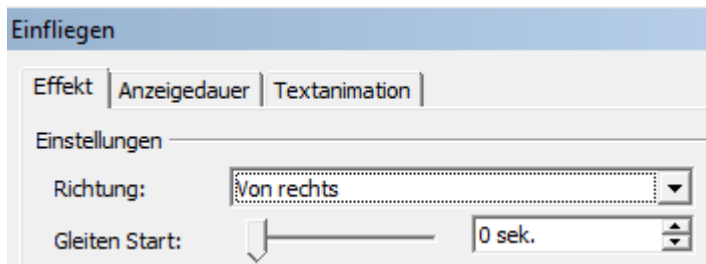 Einfliegen
Effekt Anzeigedauer Textanimation
Einstellungen
Richtung: Von rechts
Gleiten Start: 0 sek.